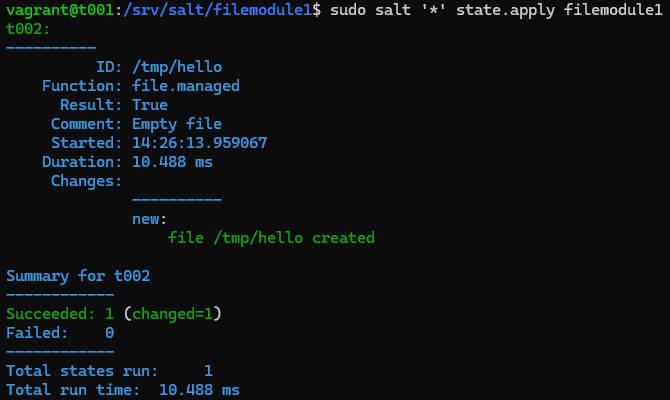 vagrant@t001:/srv/salt/filemodule1$ sudo salt '*' state.apply filemodule1
t002:
----------
          ID: /tmp/hello
    Function: file.managed
      Result: True
     Comment: Empty file
     Started: 14:26:13.959067
    Duration: 10.488 ms
     Changes:
              ----------
              new:
                  file /tmp/hello created

Summary for t002
------------
Succeeded: 1 (changed=1)
Failed:    0
------------
Total states run:     1
Total run time:  10.488 ms